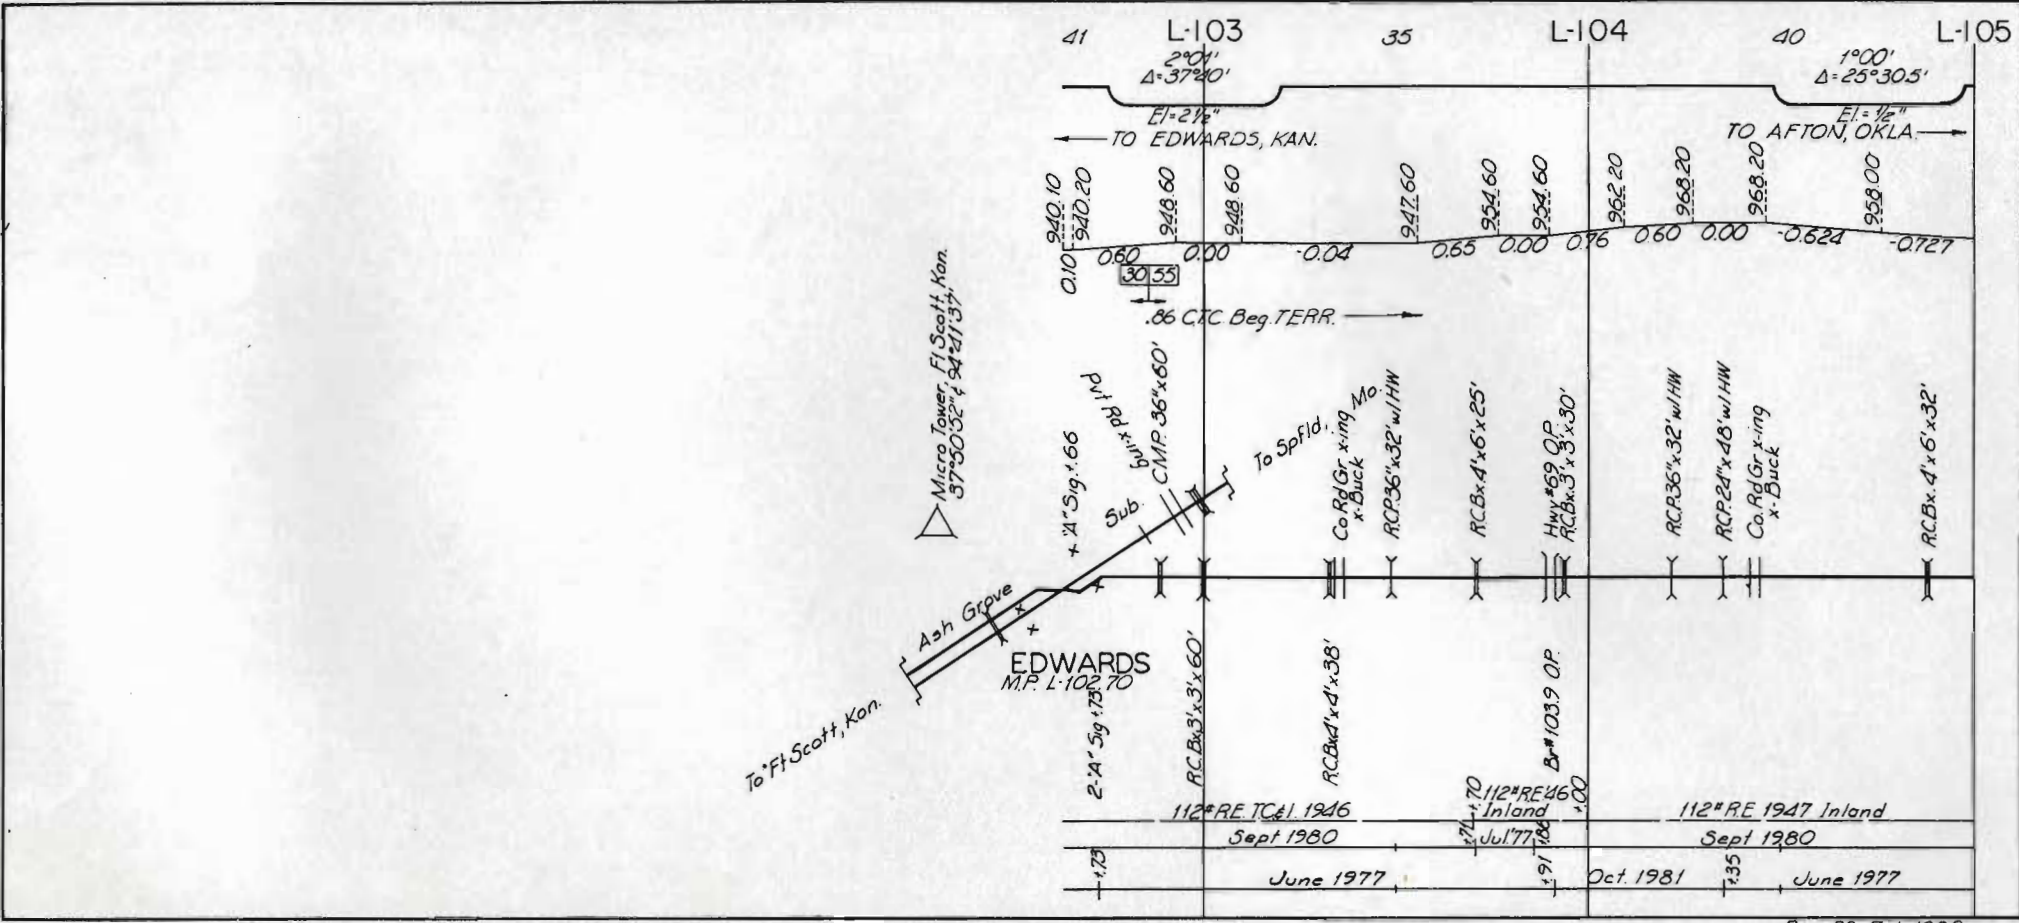 41 L-103 35 L-104 40 L-105
2°01'
Δ=37°40'
El=2½"
1°00'
Δ=25°30.5'
El.=½"
TO EDWARDS, KAN.
TO AFTON, OKLA.
940.10
940.20
948.60
948.60
947.60
954.60
954.60
962.20
968.20
968.20
958.00
0.10 0.60 0.00 -0.04 0.65 0.00 0.76 0.60 0.00 -0.624 -0.727
30 55
.86 CTC Beg. TERR.
Micro Tower, Ft Scott, Kan.
37°50'52" & 94°41'37"
"A" Sig +.66
Pvt Rd x-ing
CMP. 36"x60'
To Spfld, Mo.
Co Rd Gr x-ing
x-Buck
RCP 36"x32' w/HW
R.C.Bx. 4'x6'x25'
Hwy #69 O.P.
R.C.Bx. 3'x3'x30'
R.C.P. 36"x32' w/HW
RCP. 24"x48' w/HW
Co. Rd Gr x-ing
x-Buck
R.C.Bx. 4'x6'x32'
Ash Grove Sub.
EDWARDS
M.P. L-102.70
To Ft Scott, Kan.
2-"A" Sig +.73
R.C.Bx. 3'x3'x60'
R.C.Bx 4'x4'x38'
Br #103.9 O.P.
112# R.E. T.C.&I. 1946
+.70
112# R.E. '46
Inland
+.00
112# R.E. 1947 Inland
Sept 1980
+.71
Jul. '77
+.86
Sept 1980
+.73
June 1977
+.91
Oct. 1981
+.35
June 1977